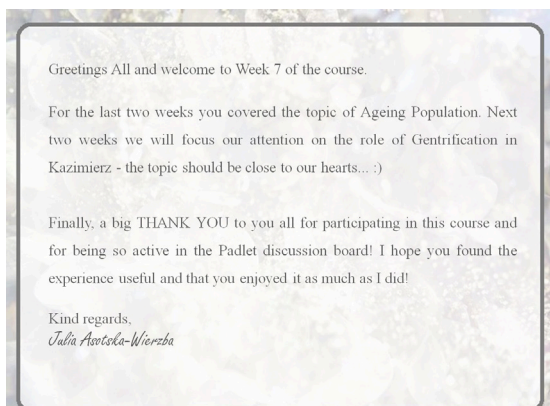 Greetings All and welcome to Week 7 of the course.
For the last two weeks you covered the topic of Ageing Population. Next
two weeks we will focus our attention on the role of Gentrification in
Kazimierz - the topic should be close to our hearts... :)
Finally, a big THANK YOU to you all for participating in this course and
for being so active in the Padlet discussion board! I hope you found the
experience useful and that you enjoyed it as much as I did!
Kind regards,
Julia Asotska-Wierzba